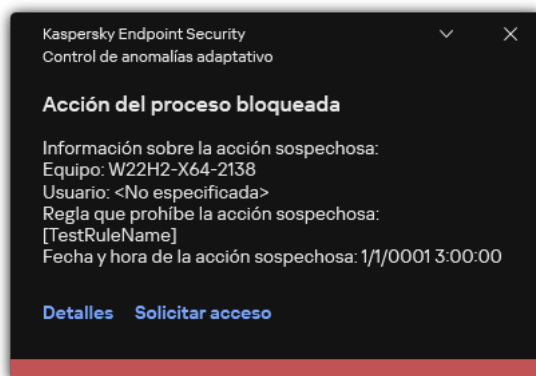 Kaspersky Endpoint Security
Control de anomalías adaptativo
Acción del proceso bloqueada
Información sobre la acción sospechosa:
Equipo: W22H2-X64-2138
Usuario: <No especificada>
Regla que prohíbe la acción sospechosa:
[TestRuleName]
Fecha y hora de la acción sospechosa: 1/1/0001 3:00:00
Detalles Solicitar acceso